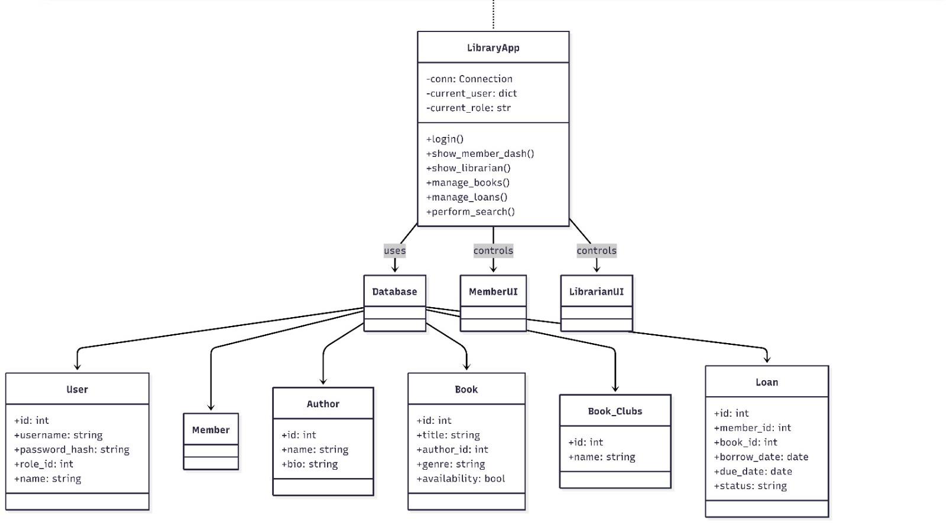 LibraryApp
-conn: Connection
-current_user: dict
-current_role: str
+login()
+show_member_dash()
+show_librarian()
+manage_books()
+manage_loans()
+perform_search()
uses
controls
controls
Database
MemberUI
LibrarianUI
User
+id: int
+username: string
+password_hash: string
+role_id: int
+name: string
Member
Author
+id: int
+name: string
+bio: string
Book
+id: int
+title: string
+author_id: int
+genre: string
+availability: bool
Book_Clubs
+id: int
+name: string
Loan
+id: int
+member_id: int
+book_id: int
+borrow_date: date
+due_date: date
+status: string